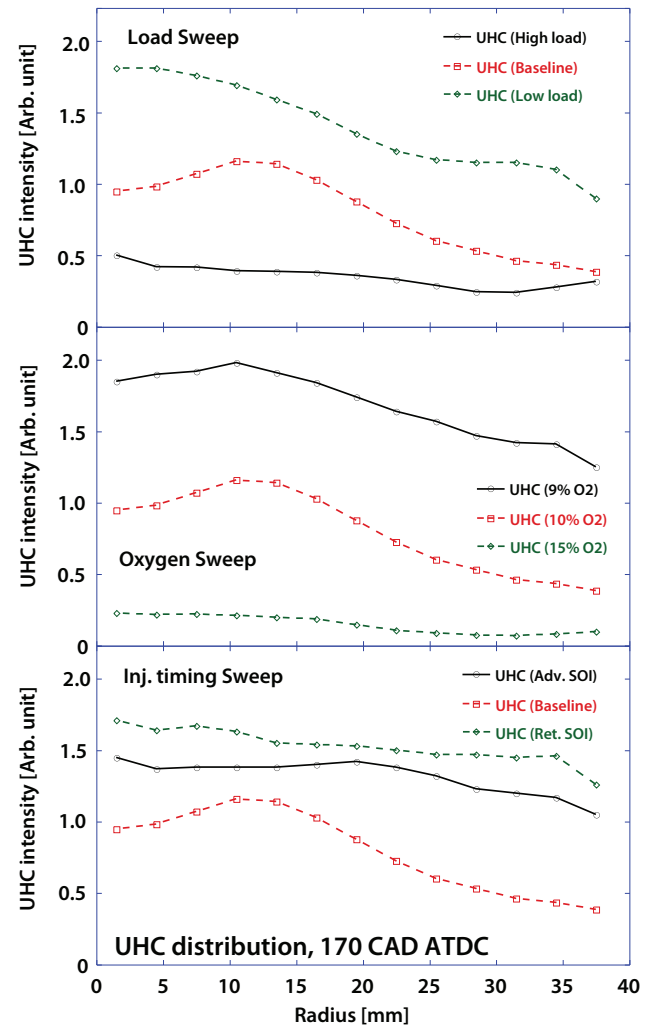 Load Sweep
UHC (High load)
UHC (Baseline)
UHC (Low load)
UHC intensity [Arb. unit]
2.0
1.5
1.0
0.5
0
Oxygen Sweep
UHC (9% O2)
UHC (10% O2)
UHC (15% O2)
UHC intensity [Arb. unit]
2.0
1.5
1.0
0.5
0
Inj. timing Sweep
UHC (Adv. SOI)
UHC (Baseline)
UHC (Ret. SOI)
UHC intensity [Arb. unit]
2.0
1.5
1.0
0.5
0
UHC distribution, 170 CAD ATDC
0 5 10 15 20 25 30 35 40
Radius [mm]